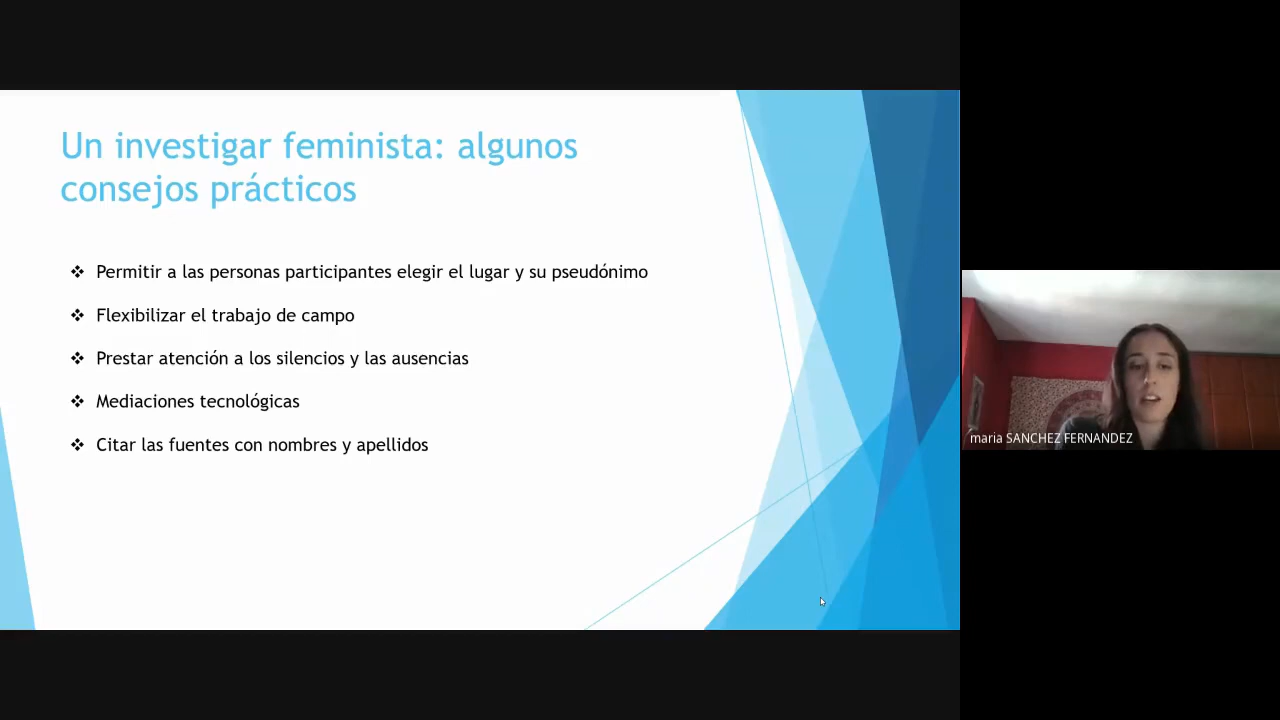 Un investigar feminista: algunos
consejos prácticos
❖ Permitir a las personas participantes elegir el lugar y su pseudónimo
❖ Flexibilizar el trabajo de campo
❖ Prestar atención a los silencios y las ausencias
❖ Mediaciones tecnológicas
❖ Citar las fuentes con nombres y apellidos
maria SANCHEZ FERNANDEZ